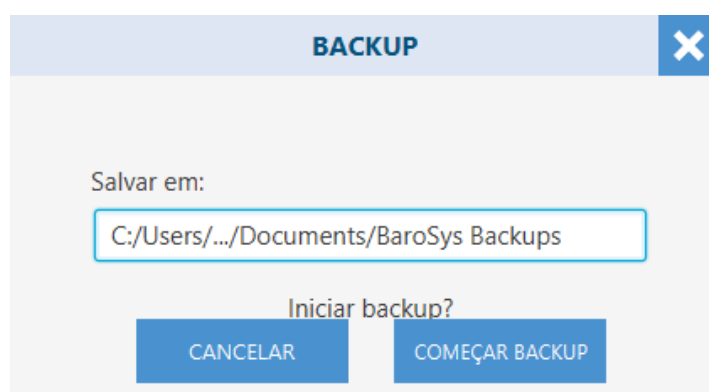 BACKUP
Salvar em:
C:/Users/.../Documents/BaroSys Backups
Iniciar backup?
CANCELAR COMEÇAR BACKUP